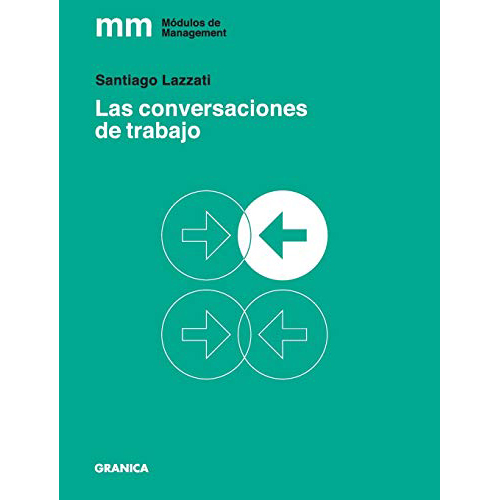 mm
Módulos de
Management
Santiago Lazzati
Las conversaciones
de trabajo
GRANICA